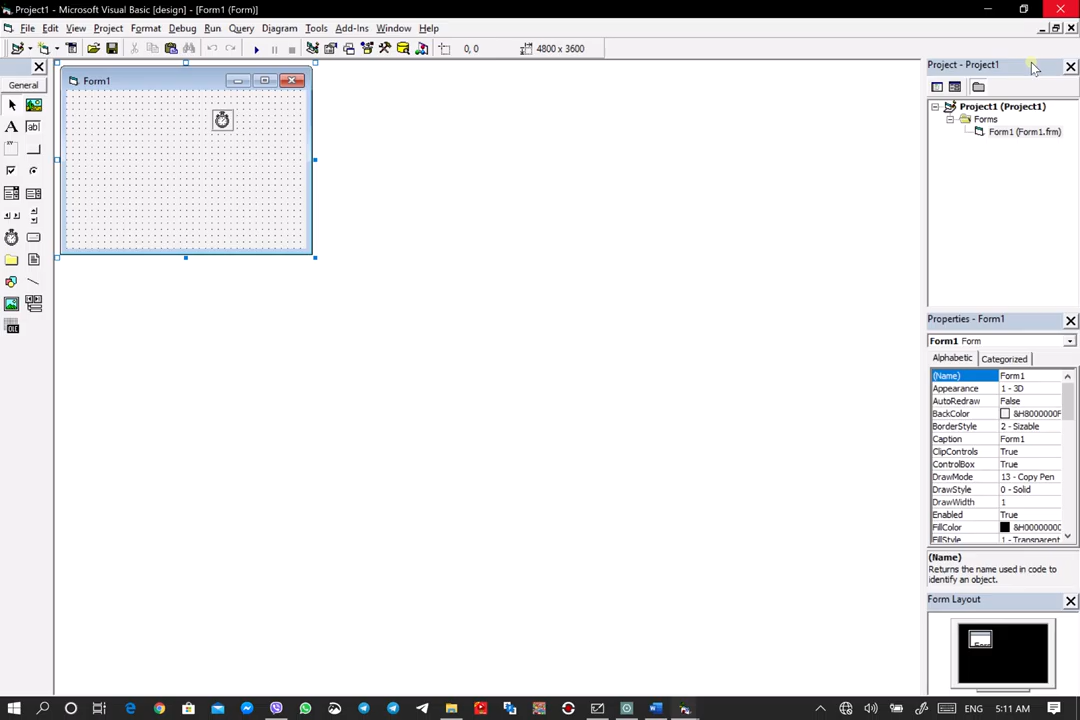 Project1 - Microsoft Visual Basic [design] - [Form1 (Form)]
File Edit View Project Format Debug Run Query Diagram Tools Add-Ins Window Help
0, 0 4800 x 3600
General
Form1
Project - Project1
Project1 (Project1)
Forms
Form1 (Form1.frm)
Properties - Form1
Form1 Form
Alphabetic Categorized
(Name) Form1
Appearance 1 - 3D
AutoRedraw False
BackColor &H8000000F
BorderStyle 2 - Sizable
Caption Form1
ClipControls True
ControlBox True
DrawMode 13 - Copy Pen
DrawStyle 0 - Solid
DrawWidth 1
Enabled True
FillColor &H00000000
FillStyle 1 - Transparent
(Name)
Returns the name used in code to
identify an object.
Form Layout
ENG 5:11 AM